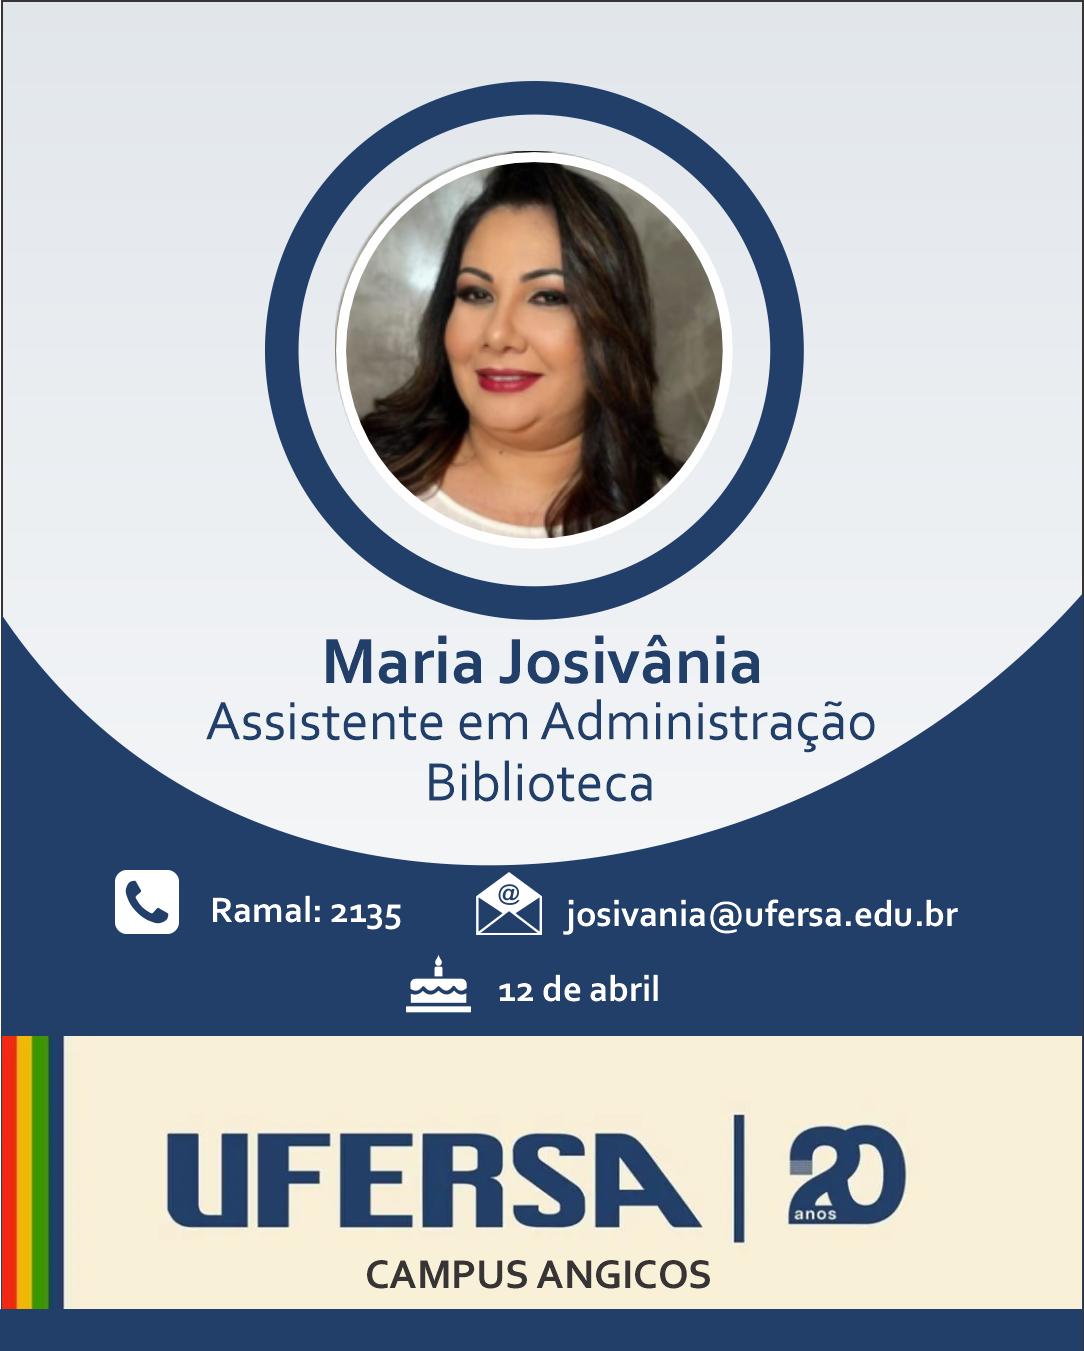 Maria Josivânia
Assistente em Administração
Biblioteca
Ramal: 2135
@
josivania@ufersa.edu.br
12 de abril
UFERSA
20
anos
CAMPUS ANGICOS